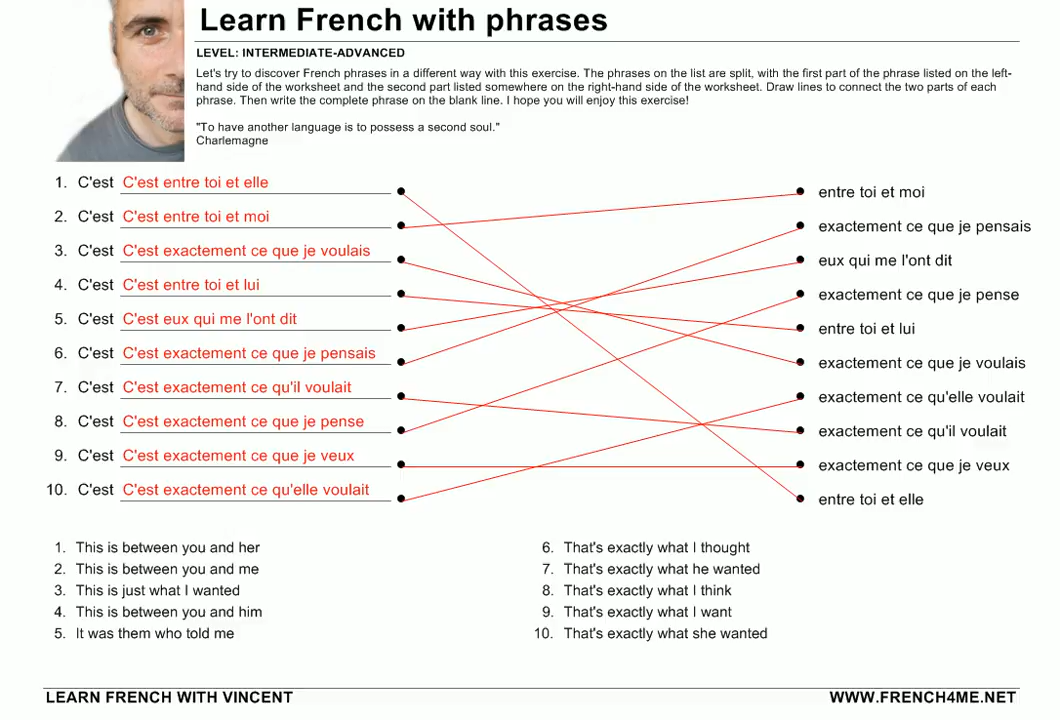 Learn French with phrases
LEVEL: INTERMEDIATE-ADVANCED
Let's try to discover French phrases in a different way with this exercise. The phrases on the list are split, with the first part of the phrase listed on the left-
hand side of the worksheet and the second part listed somewhere on the right-hand side of the worksheet. Draw lines to connect the two parts of each
phrase. Then write the complete phrase on the blank line. I hope you will enjoy this exercise!
"To have another language is to possess a second soul."
Charlemagne
1. C'est C'est entre toi et elle
2. C'est C'est entre toi et moi
3. C'est C'est exactement ce que je voulais
4. C'est C'est entre toi et lui
5. C'est C'est eux qui me l'ont dit
6. C'est C'est exactement ce que je pensais
7. C'est C'est exactement ce qu'il voulait
8. C'est C'est exactement ce que je pense
9. C'est C'est exactement ce que je veux
10. C'est C'est exactement ce qu'elle voulait
entre toi et moi
exactement ce que je pensais
eux qui me l'ont dit
exactement ce que je pense
entre toi et lui
exactement ce que je voulais
exactement ce qu'elle voulait
exactement ce qu'il voulait
exactement ce que je veux
entre toi et elle
1. This is between you and her
2. This is between you and me
3. This is just what I wanted
4. This is between you and him
5. It was them who told me
6. That's exactly what I thought
7. That's exactly what he wanted
8. That's exactly what I think
9. That's exactly what I want
10. That's exactly what she wanted
LEARN FRENCH WITH VINCENT
WWW.FRENCH4ME.NET